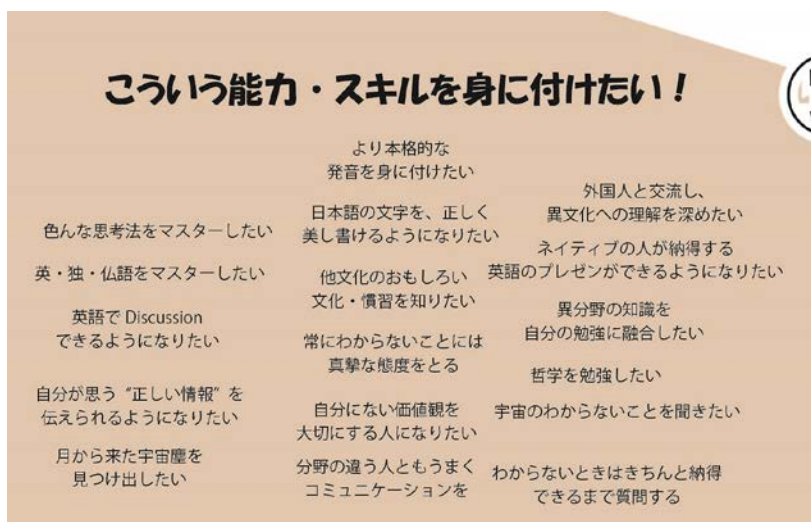 こういう能力・スキルを身に付けたい！
より本格的な
発音を身に付けたい
外国人と交流し、
異文化への理解を深めたい
色んな思考法をマスターしたい
日本語の文字を、正しく
美し書けるようになりたい
ネイティブの人が納得する
英語のプレゼンができるようになりたい
英・独・仏語をマスターしたい
他文化のおもしろい
文化・慣習を知りたい
英語で Discussion
できるようになりたい
異分野の知識を
自分の勉強に融合したい
常にわからないことには
真摯な態度をとる
哲学を勉強したい
自分が思う“正しい情報”を
伝えられるようになりたい
自分にない価値観を
大切にする人になりたい
宇宙のわからないことを聞きたい
月から来た宇宙塵を
見つけ出したい
分野の違う人ともうまく
コミュニケーションを
わからないときはきちんと納得
できるまで質問する